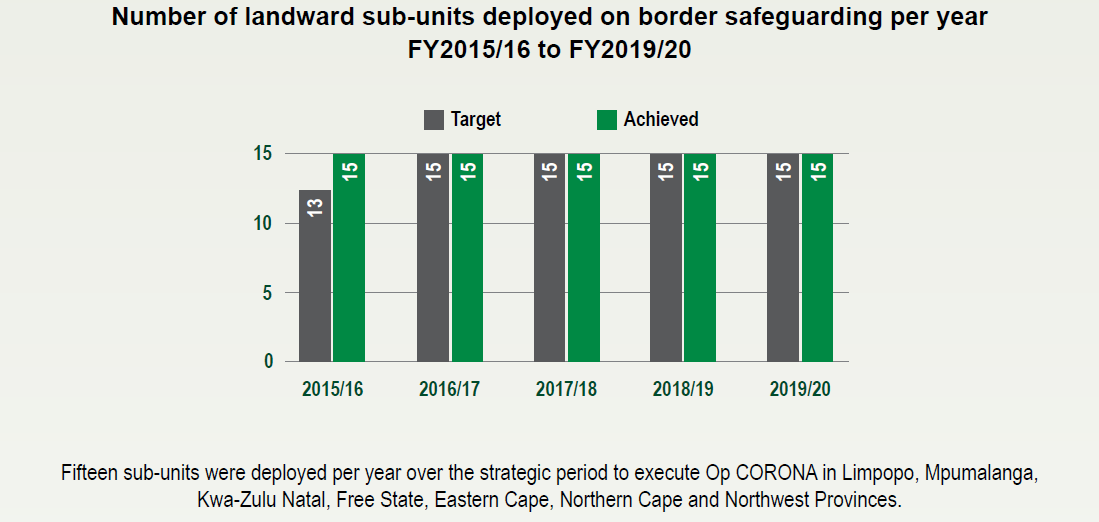 Number of landward sub-units deployed on border safeguarding per year
FY2015/16 to FY2019/20
Target Achieved
15
10
5
0
13 15 15 15 15 15 15 15 15 15
2015/16 2016/17 2017/18 2018/19 2019/20
Fifteen sub-units were deployed per year over the strategic period to execute Op CORONA in Limpopo, Mpumalanga,
Kwa-Zulu Natal, Free State, Eastern Cape, Northern Cape and Northwest Provinces.